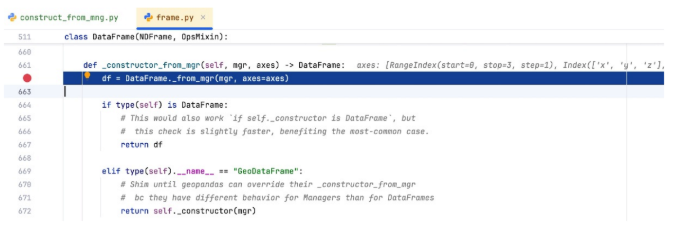 construct_from_mng.py frame.py ×
511 class DataFrame(NDFrame, OpsMixin):
660
661 def _constructor_from_mgr(self, mgr, axes) -> DataFrame: axes: [RangeIndex(start=0, stop=3, step=1), Index(['x', 'y', 'z'],
df = DataFrame._from_mgr(mgr, axes=axes)
663
664 if type(self) is DataFrame:
665 # This would also work `if self._constructor is DataFrame`, but
666 # this check is slightly faster, benefiting the most-common case.
667 return df
668
669 elif type(self).__name__ == "GeoDataFrame":
670 # Shim until geopandas can override their _constructor_from_mgr
671 # bc they have different behavior for Managers than for DataFrames
672 return self._constructor(mgr)